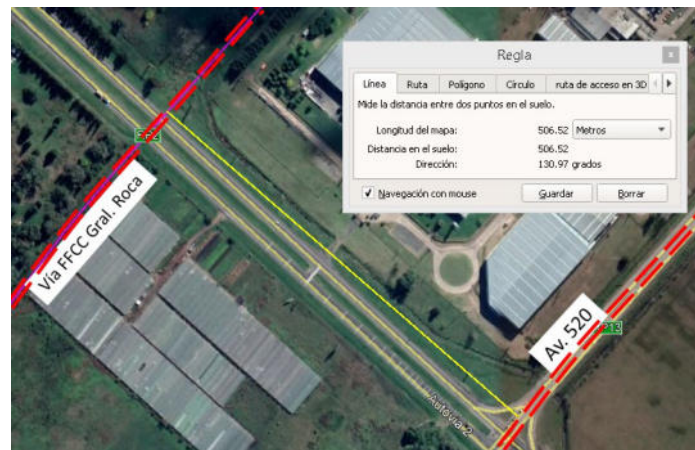 Regla
Línea
Ruta
Polígono
Círculo
ruta de acceso en 3D
Mide la distancia entre dos puntos en el suelo.
Longitud del mapa:
506.52
Metros
Distancia en el suelo:
506.52
Dirección:
130.97 grados
Navegación con mouse
Guardar
Borrar
Vía FFCC Gral. Roca
Av. 520
Autovía 2